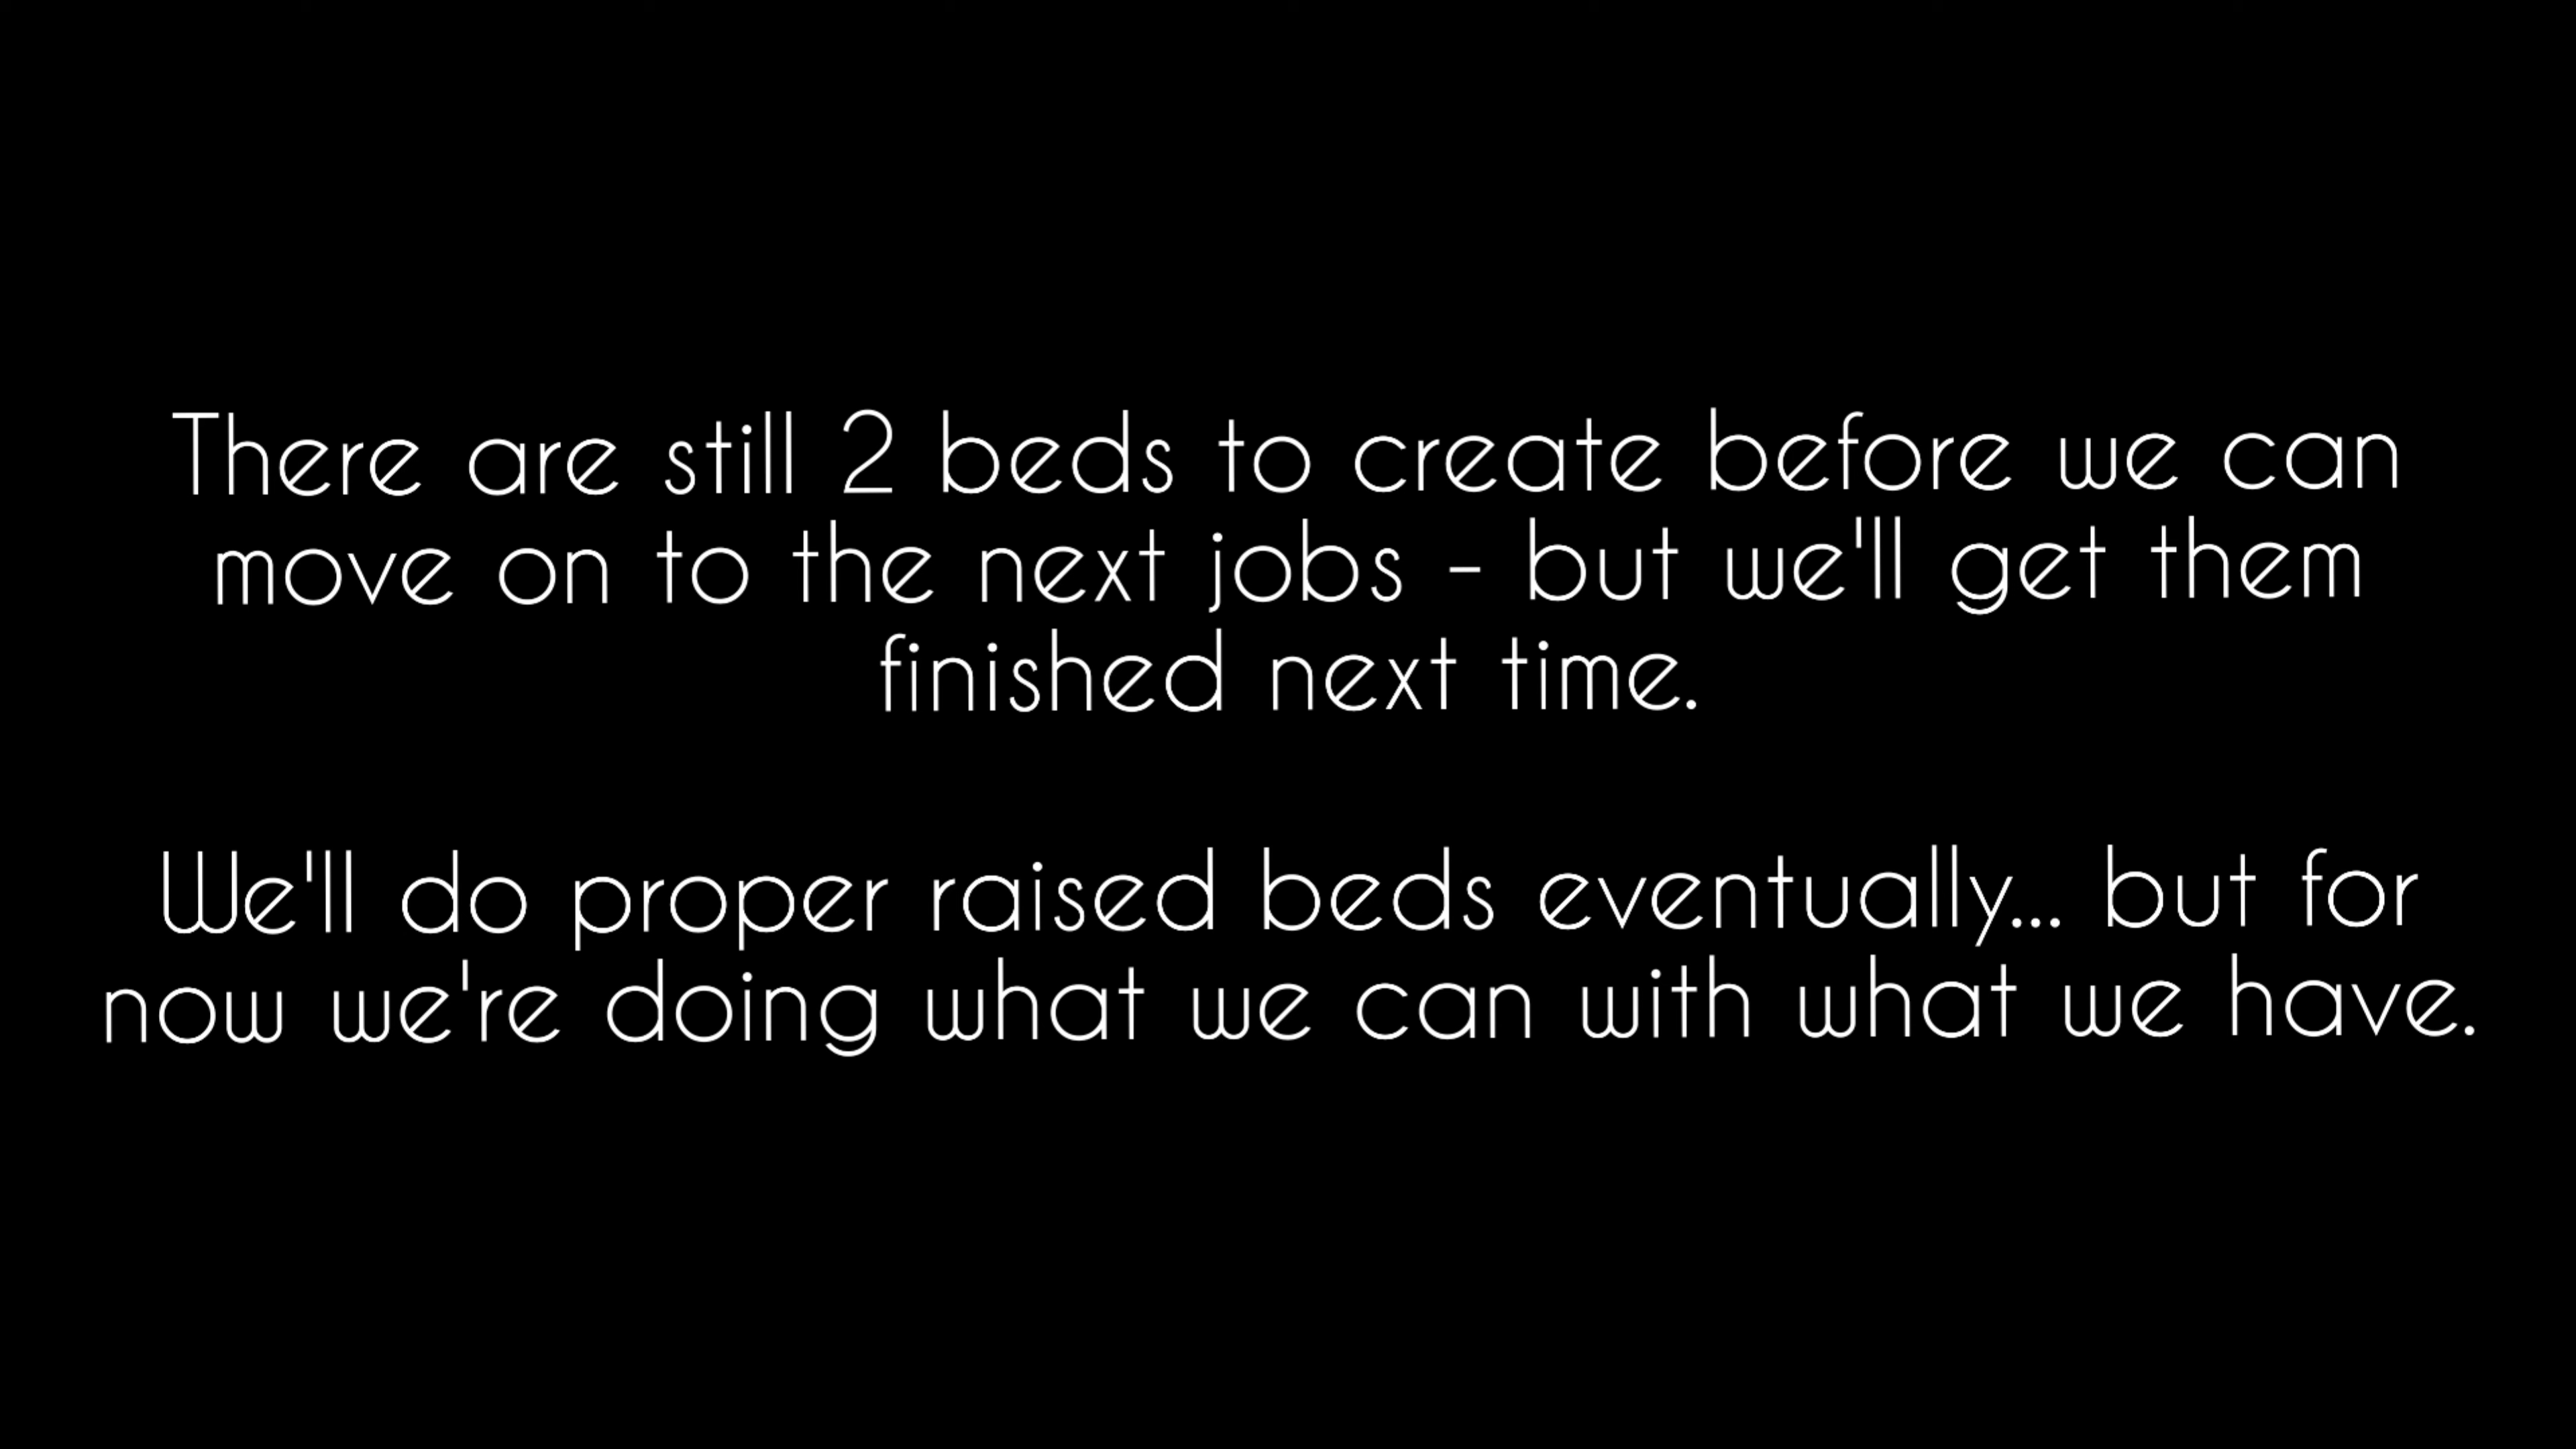 There are still 2 beds to create before we can
move on to the next jobs - but we'll get them
finished next time.
We'll do proper raised beds eventually... but for
now we're doing what we can with what we have.